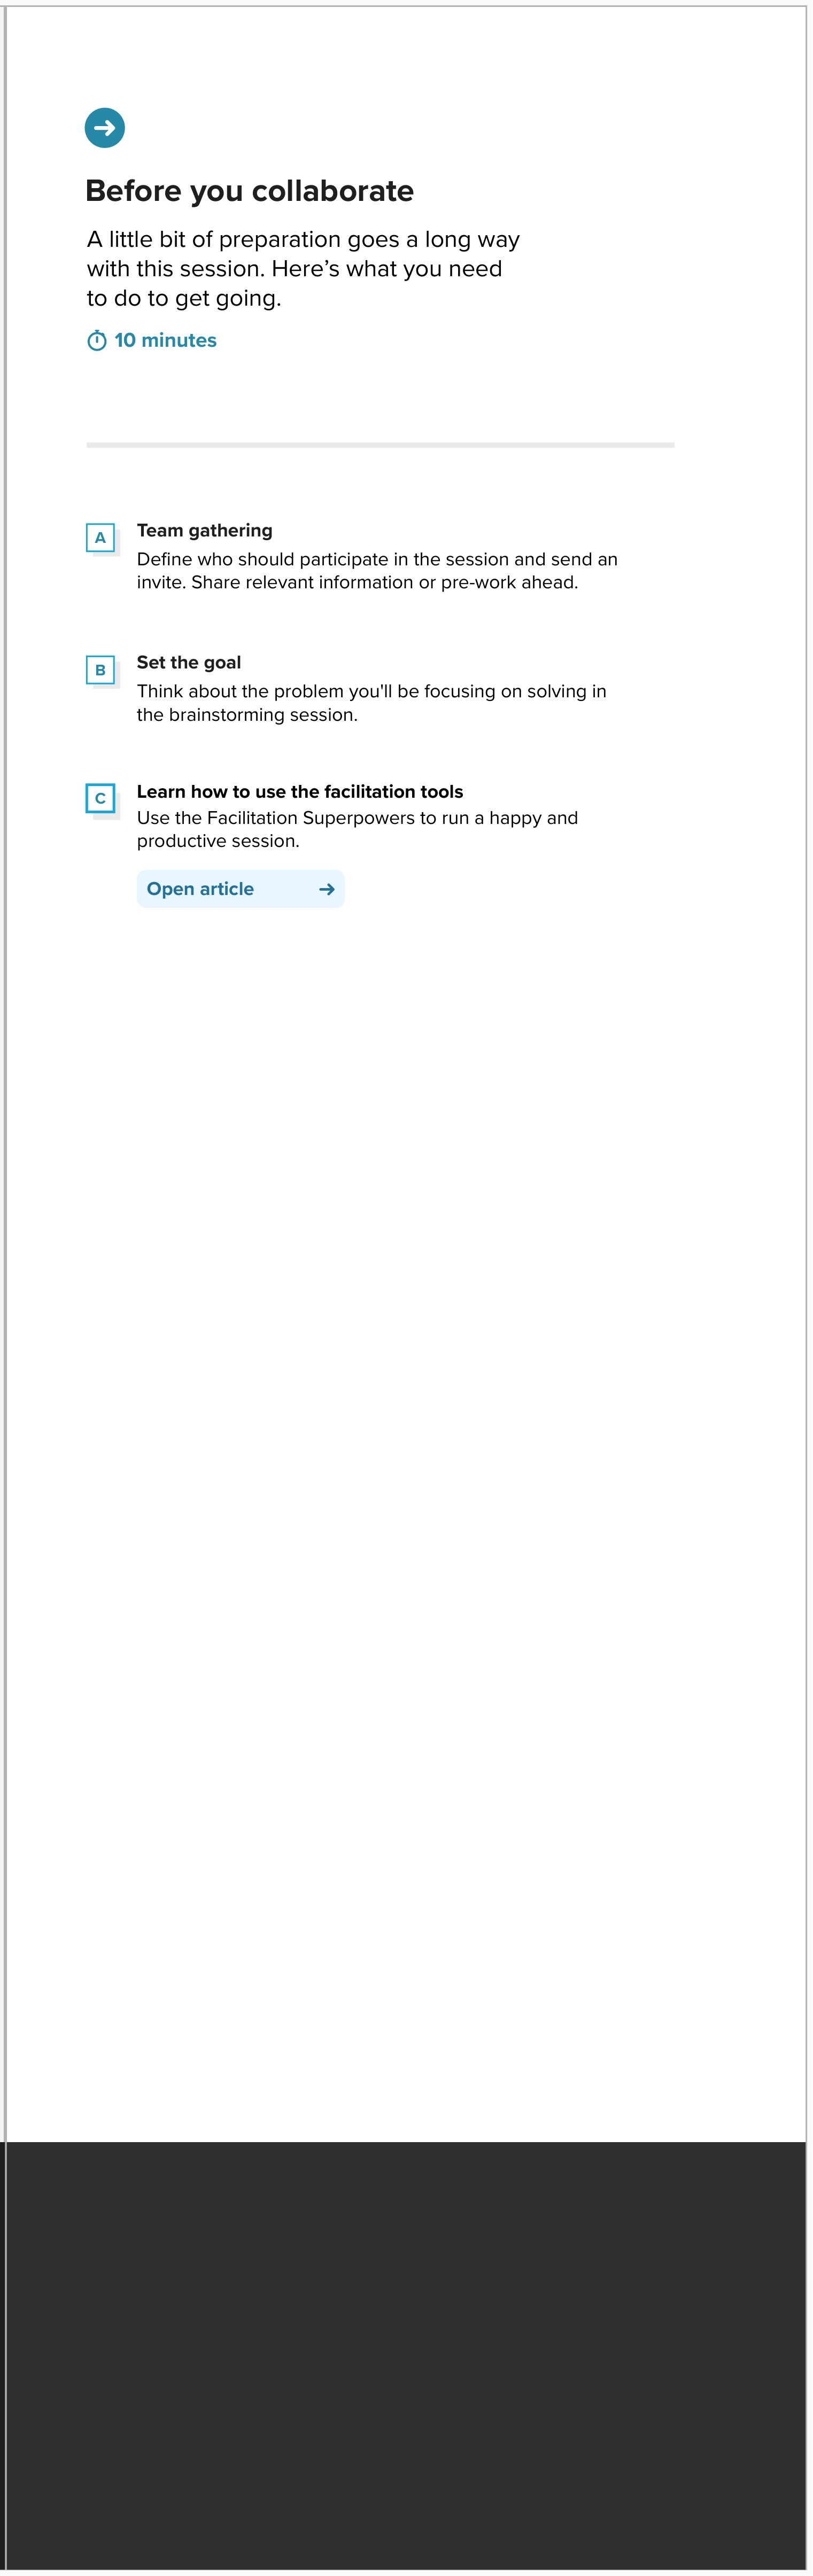 Before you collaborate
A little bit of preparation goes a long way
with this session. Here’s what you need
to do to get going.
10 minutes
A
Team gathering
Define who should participate in the session and send an
invite. Share relevant information or pre-work ahead.
B
Set the goal
Think about the problem you'll be focusing on solving in
the brainstorming session.
C
Learn how to use the facilitation tools
Use the Facilitation Superpowers to run a happy and
productive session.
Open article